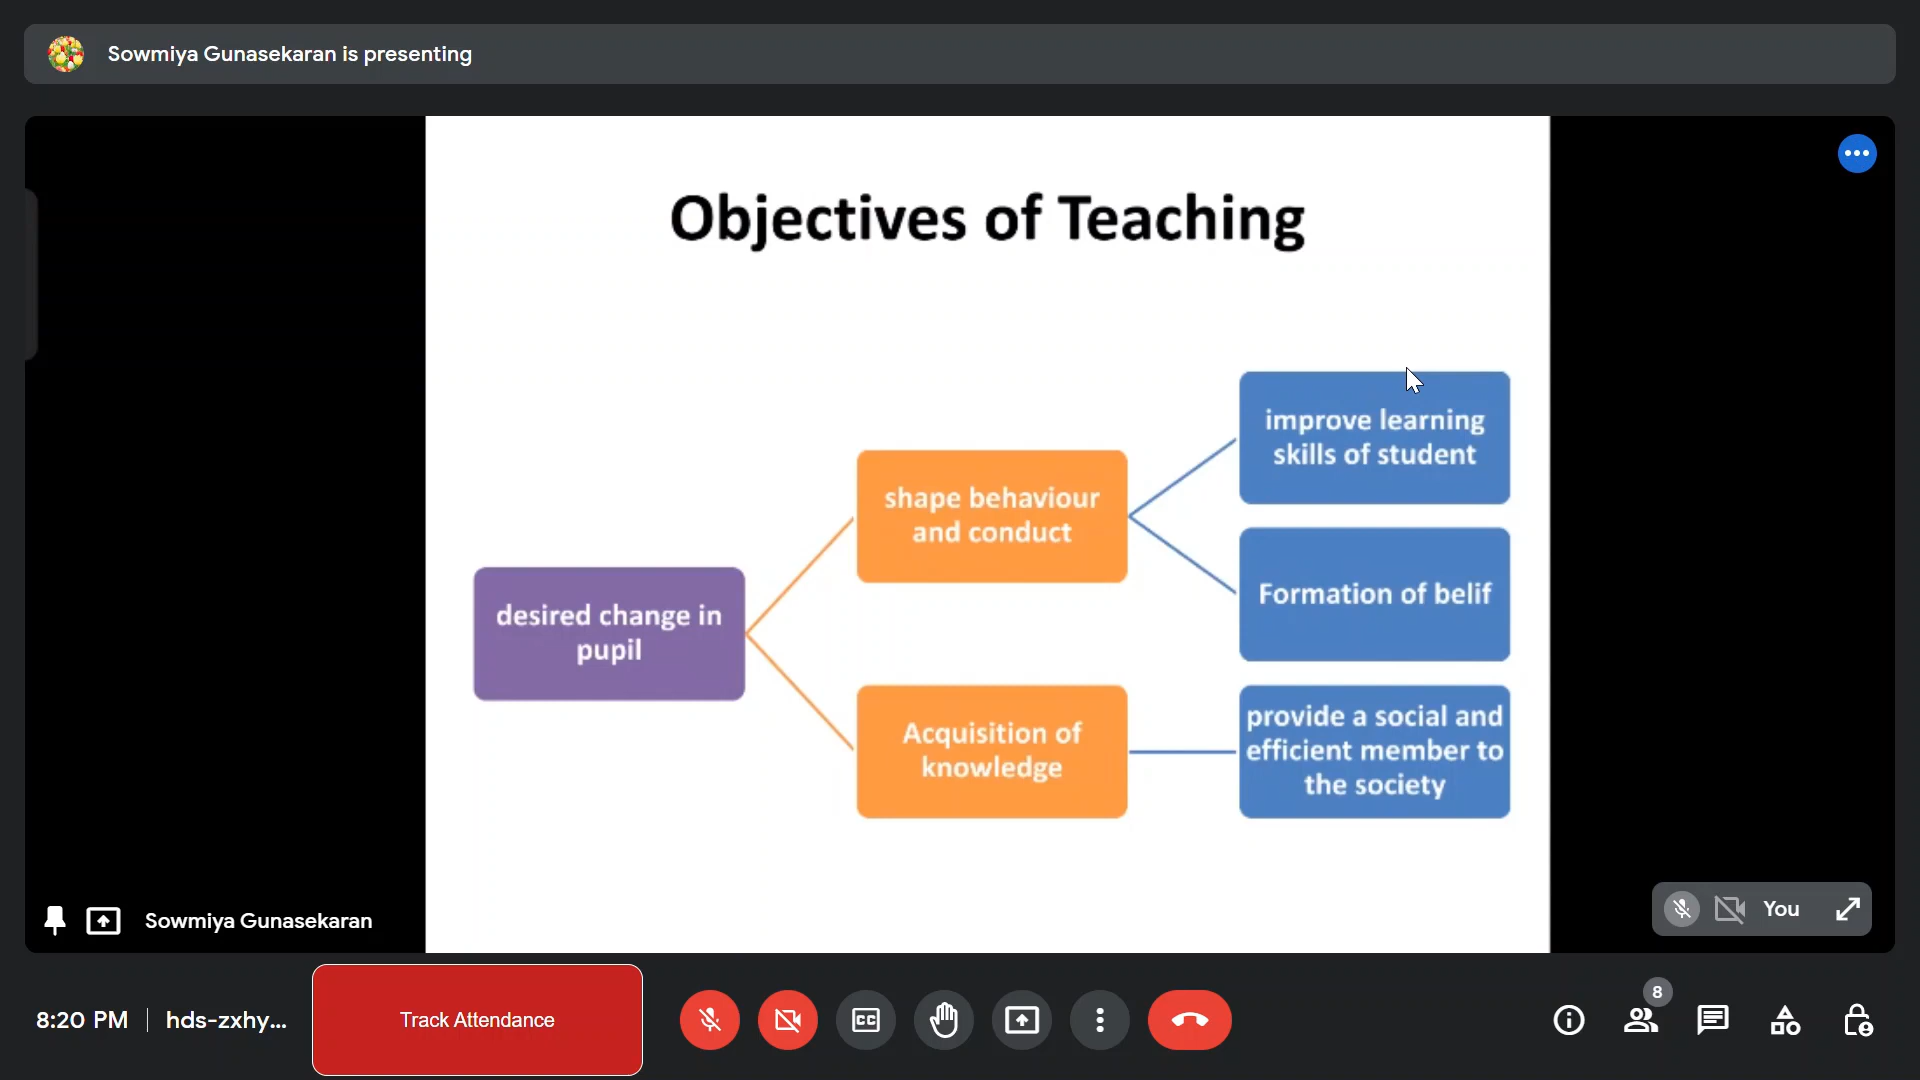 Sowmiya Gunasekaran is presenting
Objectives of Teaching
desired change in
pupil
shape behaviour
and conduct
Acquisition of
knowledge
improve learning
skills of student
Formation of belif
provide a social and
efficient member to
the society
Sowmiya Gunasekaran
You
8:20 PM
hds-zxhy...
Track Attendance
CC
8